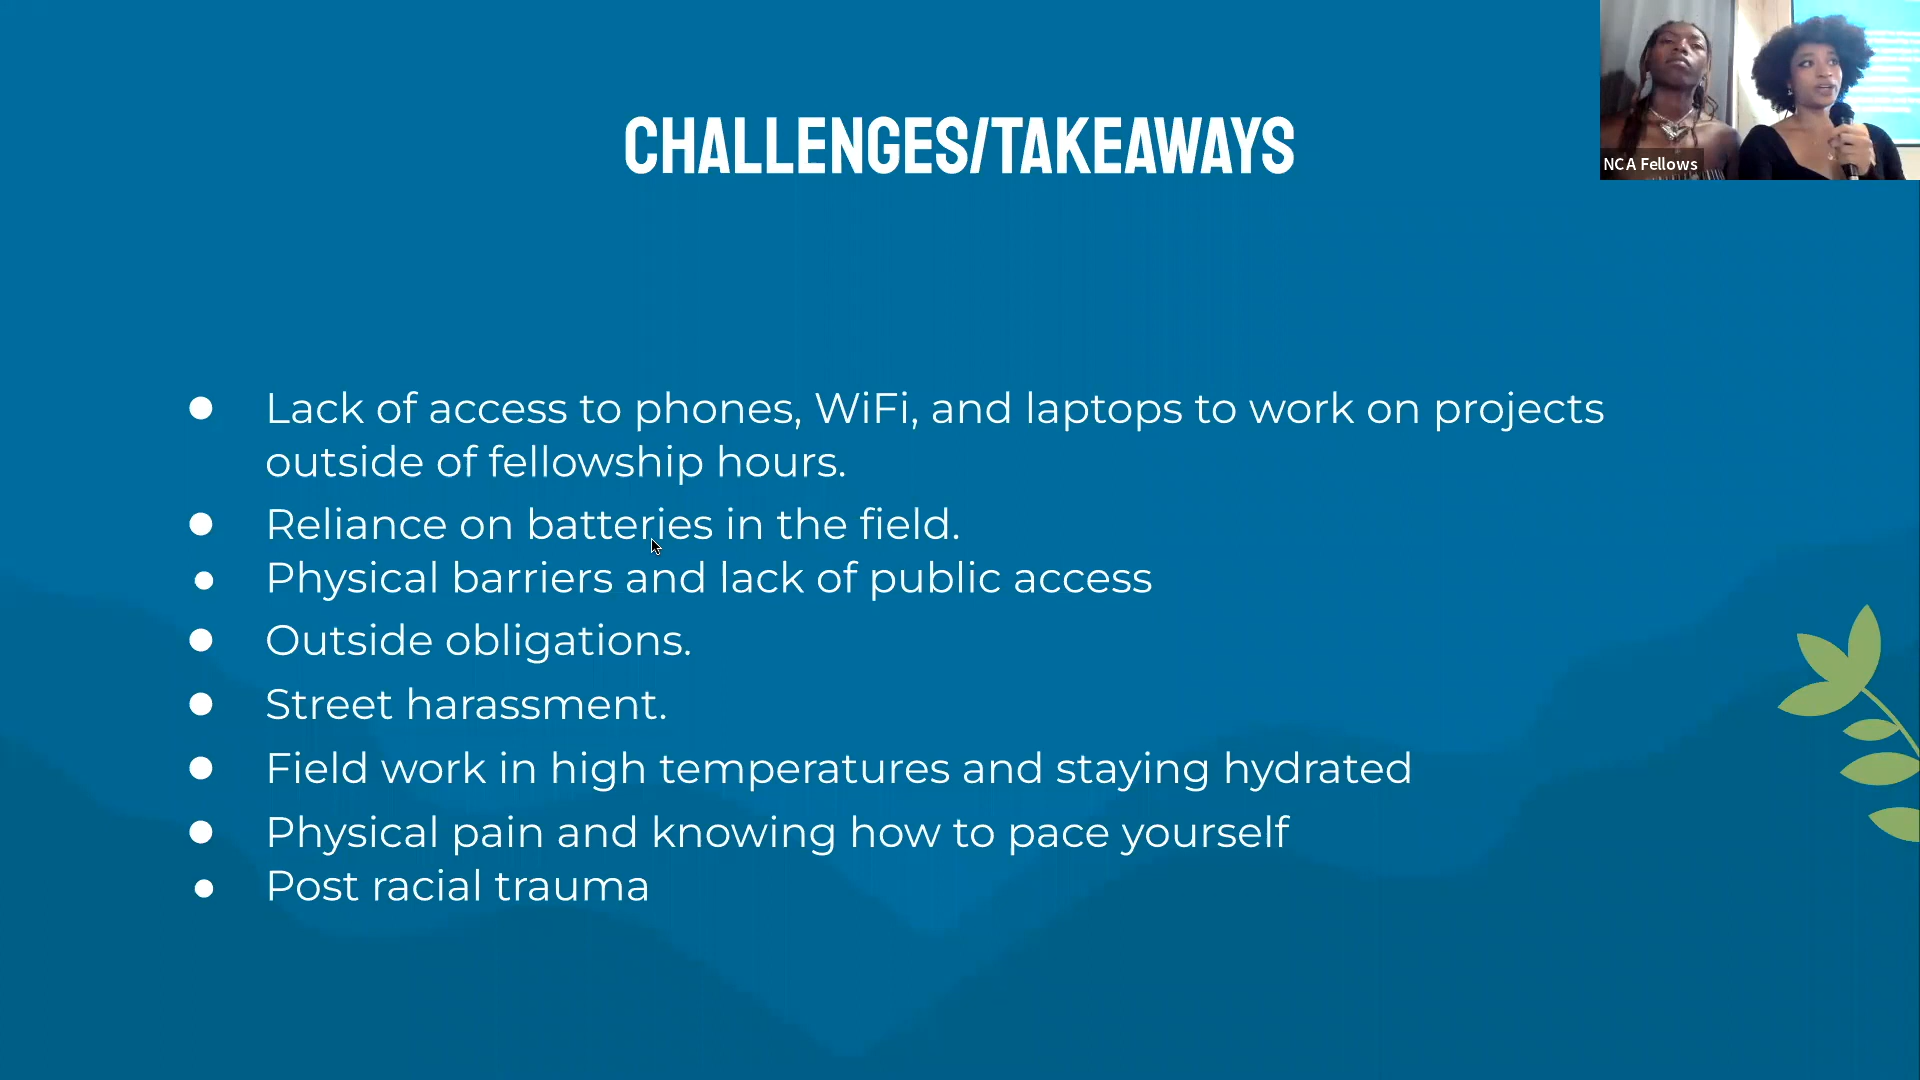 CHALLENGES/TAKEAWAYS
NCA Fellows
● Lack of access to phones, WiFi, and laptops to work on projects
outside of fellowship hours.
● Reliance on batteries in the field.
● Physical barriers and lack of public access
● Outside obligations.
● Street harassment.
● Field work in high temperatures and staying hydrated
● Physical pain and knowing how to pace yourself
● Post racial trauma